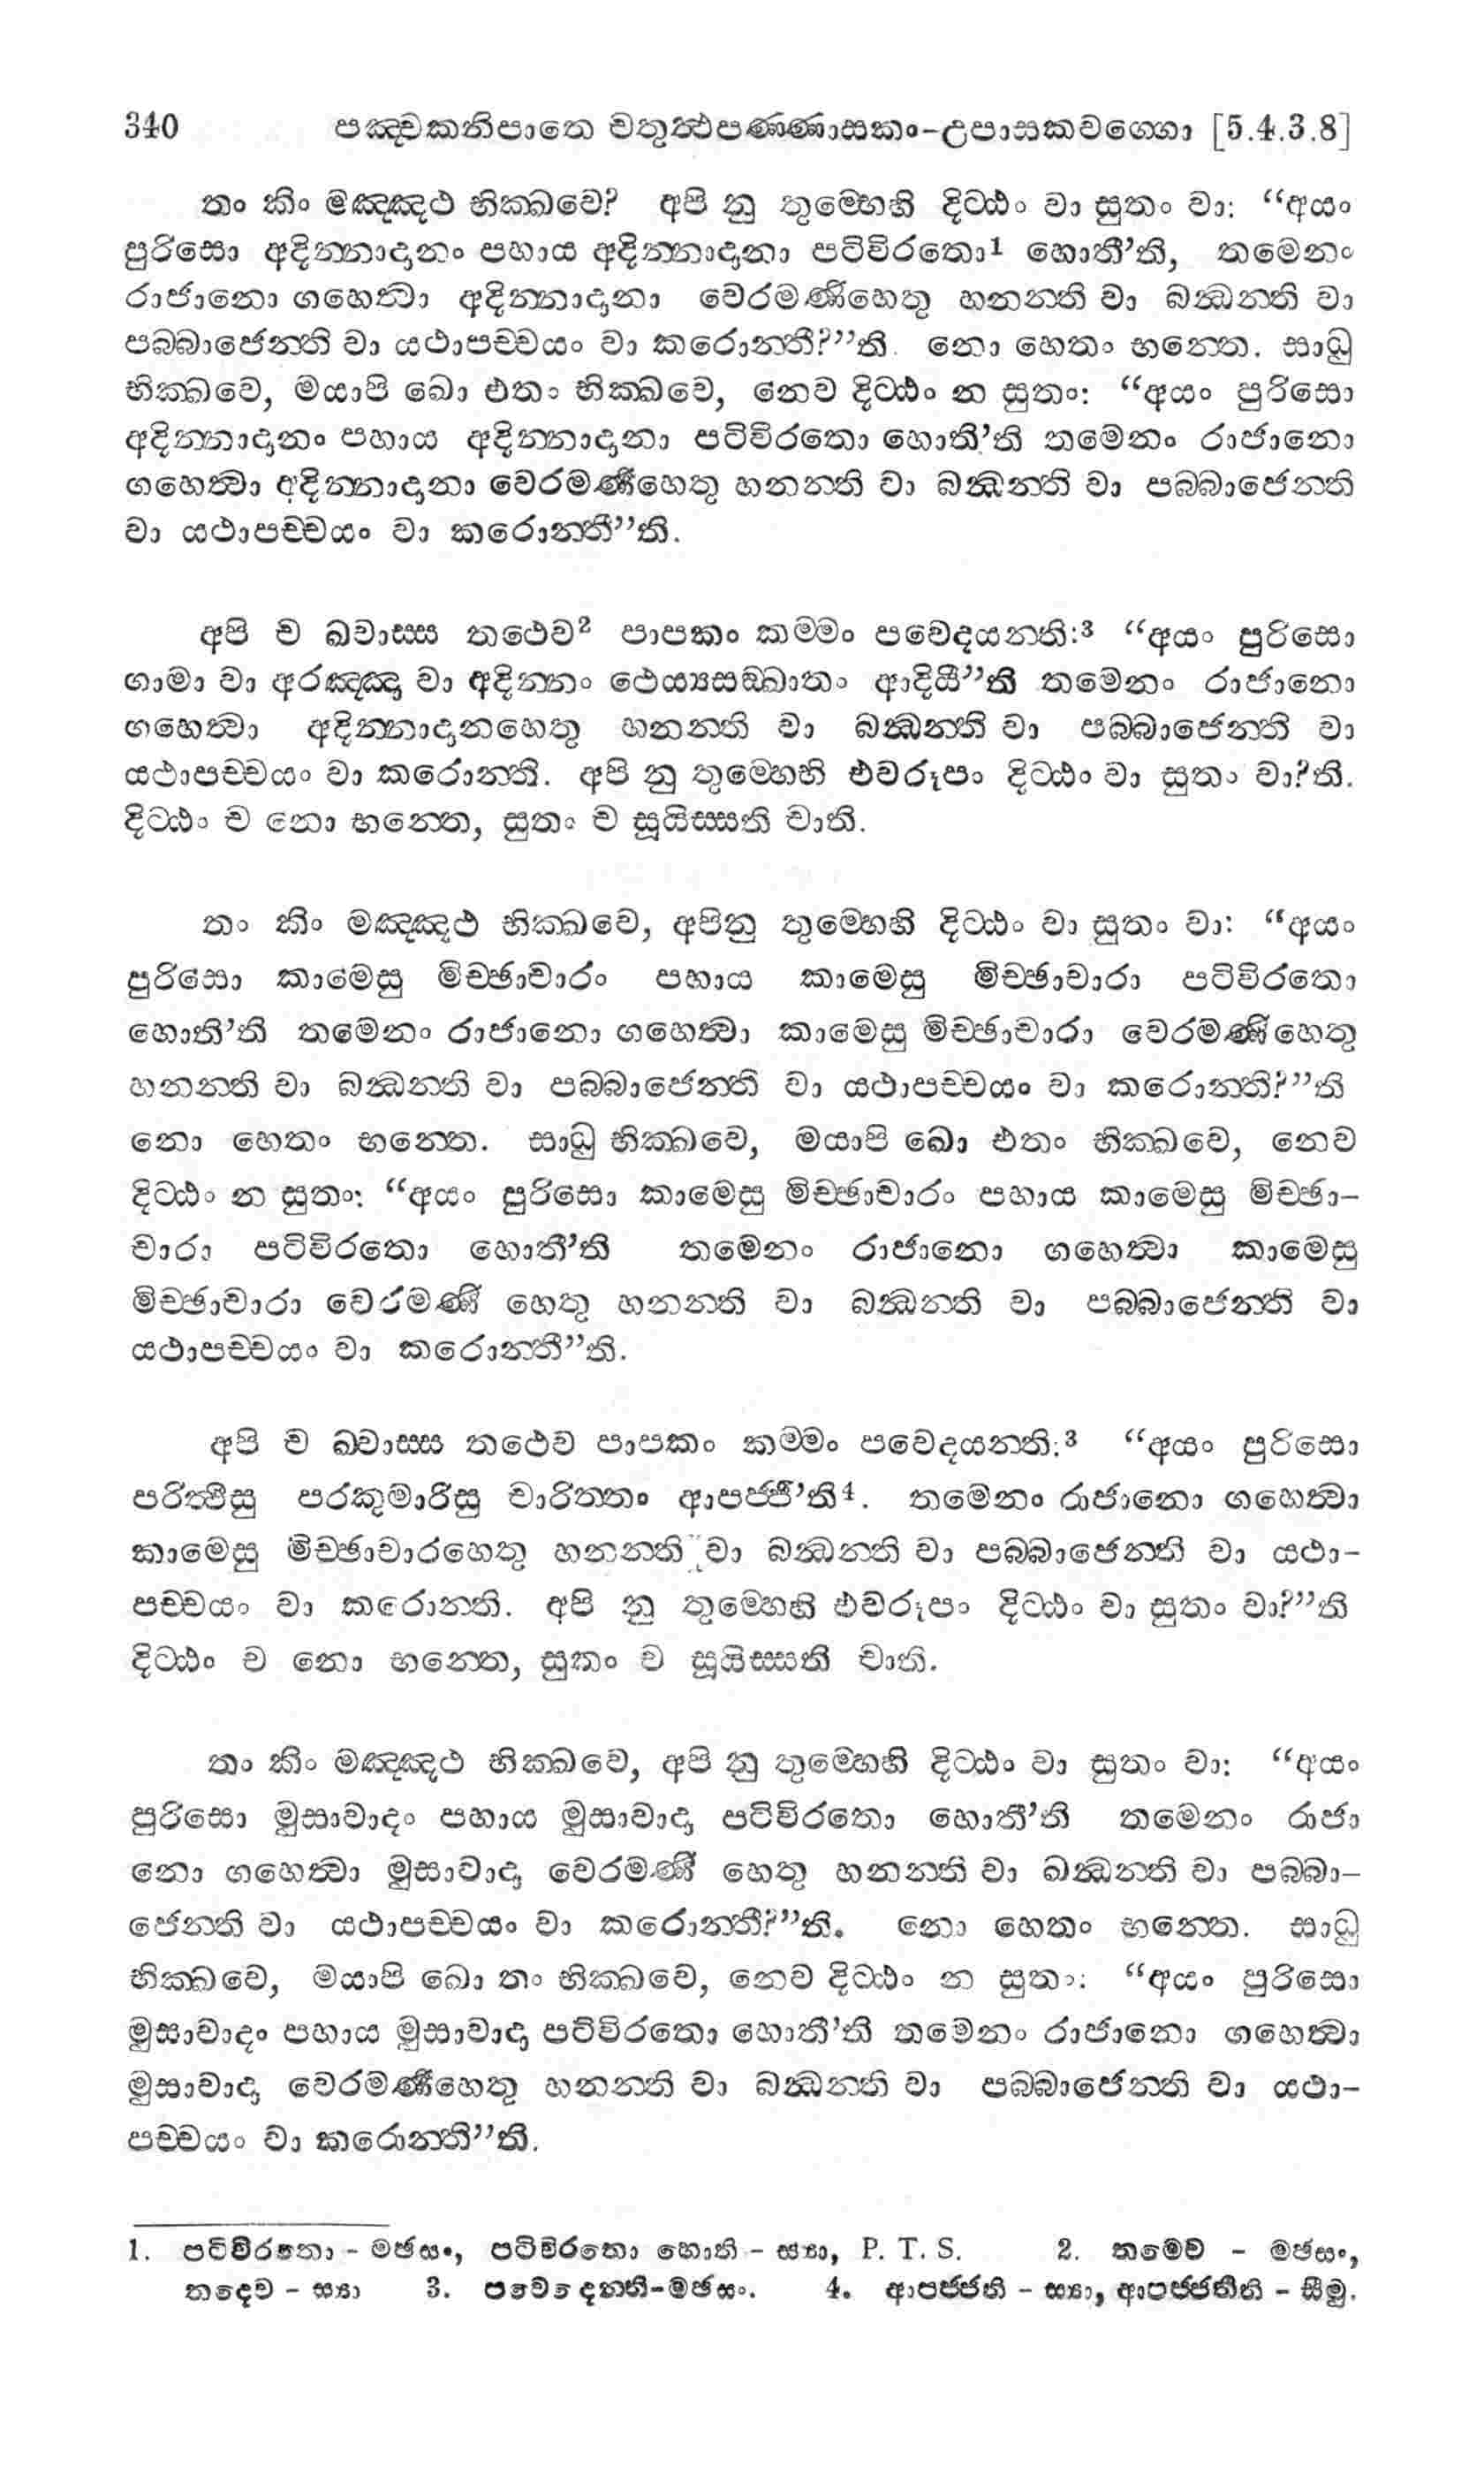 340 පඤ්චකනිපාතෙ චතුත්ථපණ්ණාසකං-උපාසකවග්ගො [5.4.3.8]
තං කිං මඤ්ඤථ භික්ඛවෙ? අපි නු තුම්හෙහි දිට්ඨං වා සුතං වා: “අයං
පුරිසො අදින්නාදානං පහාය අදින්නාදානා පටිවිරතො¹ හොතී’ති, තමෙනං
රාජානො ගහෙත්වා අදින්නාදානා වෙරමණිහෙතු හනන්ති වා බන්ධන්ති වා
පබ්බාජෙන්ති වා යථාපච්චයං වා කරොන්තී?”ති. නො හෙතං භන්තෙ. සාධු
භික්ඛවෙ, මයාපි ඛො එතං භික්ඛවෙ, නෙව දිට්ඨං න සුතං: “අයං පුරිසො
අදින්නාදානං පහාය අදින්නාදානා පටිවිරතො හොති’ති තමෙනං රාජානො
ගහෙත්වා අදින්නාදානා වෙරමණීහෙතු හනන්ති වා බන්ධන්ති වා පබ්බාජෙන්ති
වා යථාපච්චයං වා කරොන්තී”ති.
අපි ච ඛ්වාස්ස තථෙව² පාපකං කම්මං පවෙදයන්ති:³ “අයං පුරිසො
ගාමා වා අරඤ්ඤා වා අදින්නං ථෙය්‍යසඞ්ඛාතං ආදියී”ති තමෙනං රාජානො
ගහෙත්වා අදින්නාදානහෙතු හනන්ති වා බන්ධන්ති වා පබ්බාජෙන්ති වා
යථාපච්චයං වා කරොන්ති. අපි නු තුම්හෙහි එවරූපං දිට්ඨං වා සුතං වා?ති.
දිට්ඨං ච නො භන්තෙ, සුතං ච සූයිස්සති චාති.
තං කිං මඤ්ඤථ භික්ඛවෙ, අපිනු තුම්හෙහි දිට්ඨං වා සුතං වා: “අයං
පුරිසො කාමෙසු මිච්ඡාචාරං පහාය කාමෙසු මිච්ඡාචාරා පටිවිරතො
හොති’ති තමෙනං රාජානො ගහෙත්වා කාමෙසු මිච්ඡාචාරා වෙරමණිහෙතු
හනන්ති වා බන්ධන්ති වා පබ්බාජෙන්ති වා යථාපච්චයං වා කරොන්ති?”ති
නො හෙතං භන්තෙ. සාධු භික්ඛවෙ, මයාපි ඛො එතං භික්ඛවෙ, නෙව
දිට්ඨං න සුතං: “අයං පුරිසො කාමෙසු මිච්ඡාචාරං පහාය කාමෙසු මිච්ඡා-
චාරා පටිවිරතො හොතී’ති තමෙනං රාජානො ගහෙත්වා කාමෙසු
මිච්ඡාචාරා වෙරමණී හෙතු හනන්ති වා බන්ධන්ති වා පබ්බාජෙන්ති වා
යථාපච්චයං වා කරොන්තී”ති.
අපි ච ඛ්වාස්ස තථෙව පාපකං කම්මං පවෙදයන්ති:³ “අයං පුරිසො
පරිත්ථීසු පරකුමාරීසු චාරිත්තං ආපජ්ජී’ති⁴. තමෙනං රාජානො ගහෙත්වා
කාමෙසු මිච්ඡාචාරහෙතු හනන්ති වා බන්ධන්ති වා පබ්බාජෙන්ති වා යථා-
පච්චයං වා කරොන්ති. අපි නු තුම්හෙහි එවරූපං දිට්ඨං වා සුතං වා?”ති
දිට්ඨං ච නො භන්තෙ, සුතං ච සූයිස්සති චාති.
තං කිං මඤ්ඤථ භික්ඛවෙ, අපි නු තුම්හෙහි දිට්ඨං වා සුතං වා: “අයං
පුරිසො මුසාවාදං පහාය මුසාවාදා පටිවිරතො හොතී’ති තමෙනං රාජා
නො ගහෙත්වා මුසාවාදා වෙරමණී හෙතු හනන්ති වා ඛන්ධන්ති වා පබ්බා-
ජෙන්ති වා යථාපච්චයං වා කරොන්තී?”ති. නො හෙතං භන්තෙ. සාධු
භික්ඛවෙ, මයාපි ඛො තං භික්ඛවෙ, නෙව දිට්ඨං න සුතං: “අයං පුරිසො
මුසාවාදං පහාය මුසාවාදා පටිවිරතො හොතී’ති තමෙනං රාජානො ගහෙත්වා
මුසාවාදා වෙරමණීහෙතු හනන්ති වා බන්ධන්ති වා පබ්බාජෙන්ති වා යථා-
පච්චයං වා කරොන්ති”ති.
1. පටිවිරතො - මඡසං, පටිවිරතො හොති - ස්‍යා, P. T. S. 2. තමෙව - මඡසං,
තදෙව - ස්‍යා 3. පවෙදෙන්ති-මඡසං. 4. ආපජ්ජති - ස්‍යා, ආපජ්ජතීති - සීමු.